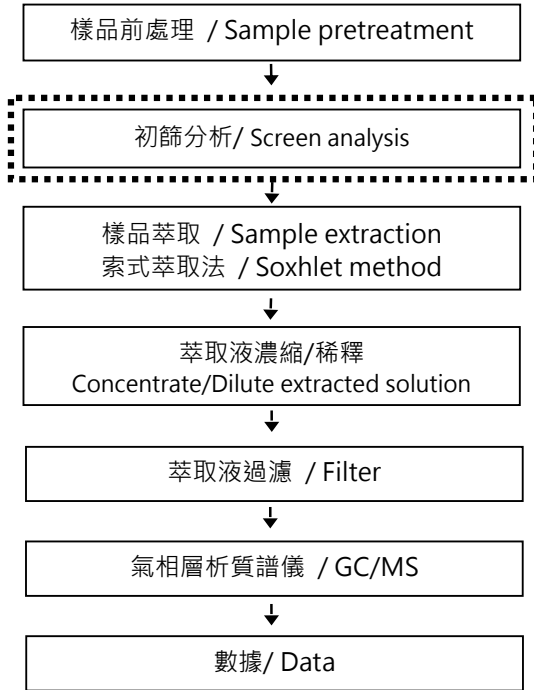 樣品前處理 / Sample pretreatment
初篩分析/ Screen analysis
樣品萃取 / Sample extraction
索式萃取法 / Soxhlet method
萃取液濃縮/稀釋
Concentrate/Dilute extracted solution
萃取液過濾 / Filter
氣相層析質譜儀 / GC/MS
數據/ Data